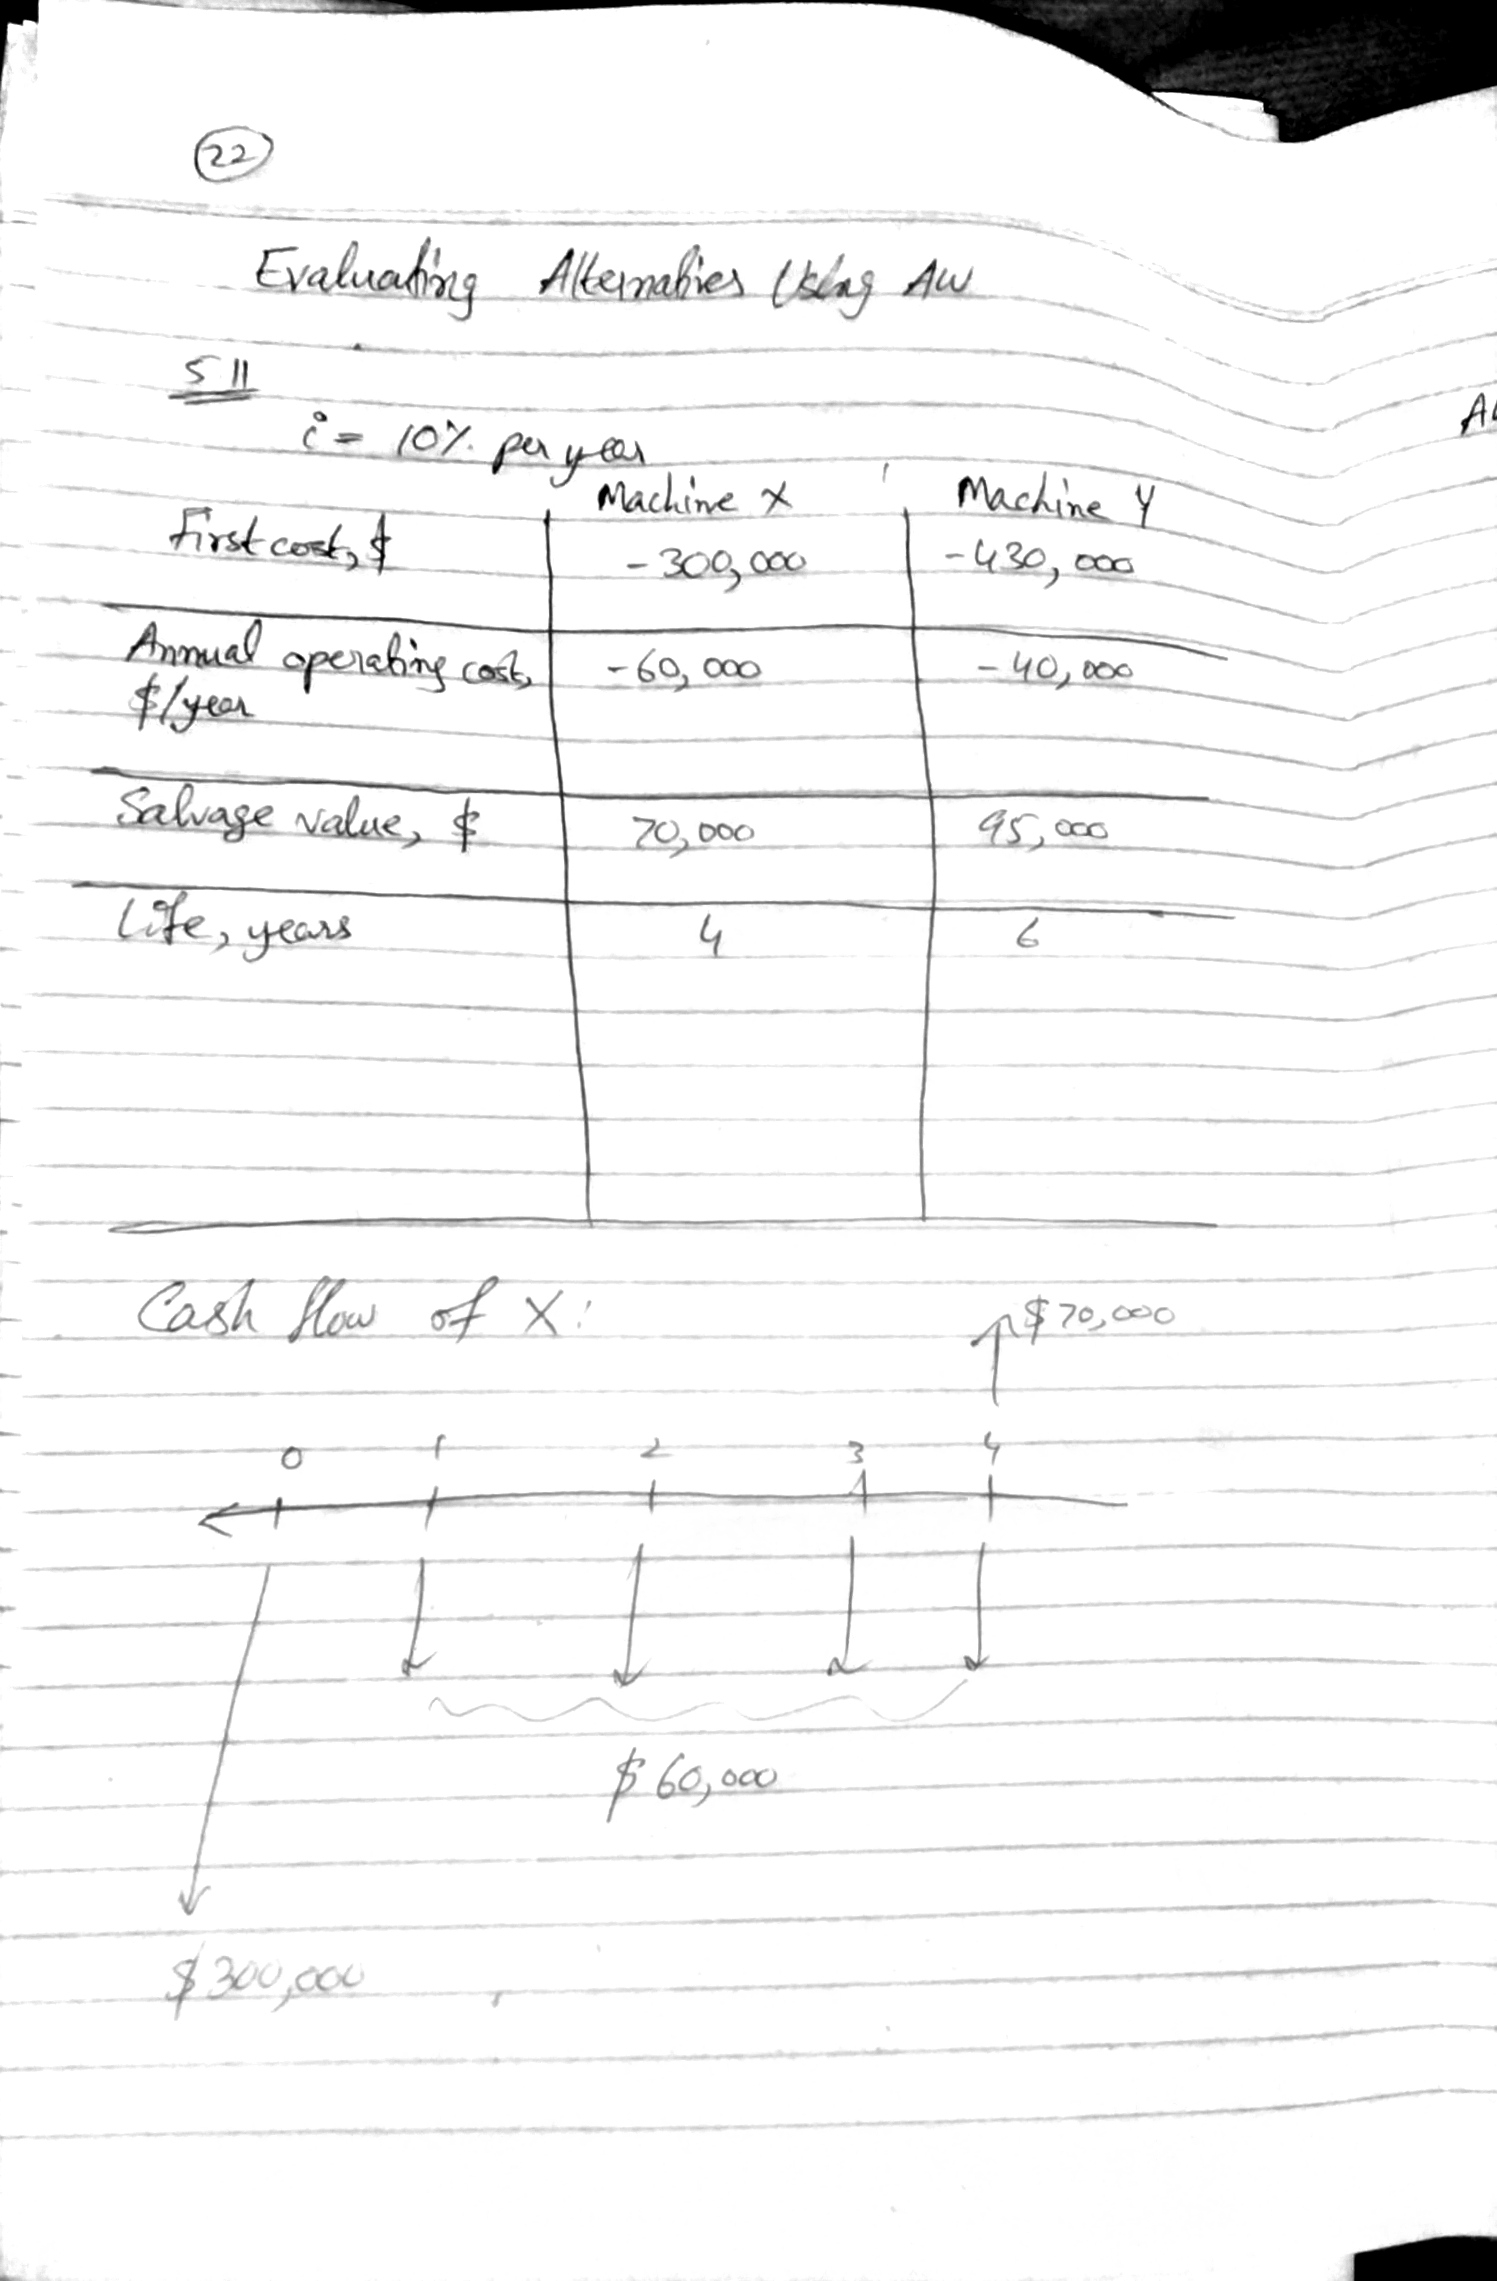 22
Evaluating Alternatives Using AW
5 11
i = 10% per year
Machine X Machine Y
First cost, $ -300,000 -430,000
Annual operating cost, -60,000 -40,000
$/year
Salvage value, $ 70,000 95,000
Life, years 4 6
Cash flow of X:
$70,000
0 1 2 3 4
$60,000
$300,000